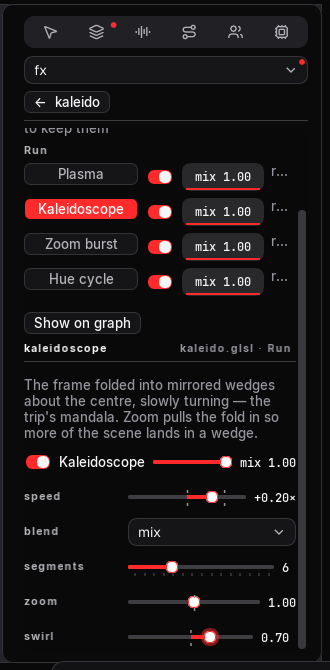 fx
← kaleido
to keep them
Run
Plasma mix 1.00 r...
Kaleidoscope mix 1.00 r...
Zoom burst mix 1.00 r...
Hue cycle mix 1.00 r...
Show on graph
kaleidoscope kaleido.glsl · Run
The frame folded into mirrored wedges
about the centre, slowly turning — the
trip's mandala. Zoom pulls the fold in so
more of the scene lands in a wedge.
Kaleidoscope mix 1.00
speed +0.20×
blend mix
segments 6
zoom 1.00
swirl 0.70